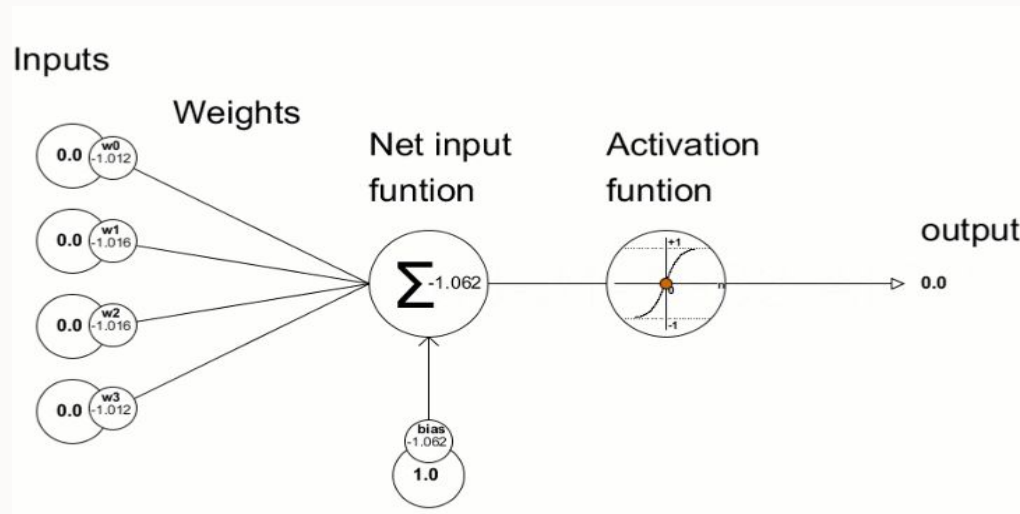 Inputs
Weights
Net input
funtion
Activation
funtion
output
0.0
w0
-1.012
0.0
w1
-1.016
0.0
w2
-1.016
0.0
w3
-1.012
Σ -1.062
+1
0
n
-1
0.0
bias
-1.062
1.0